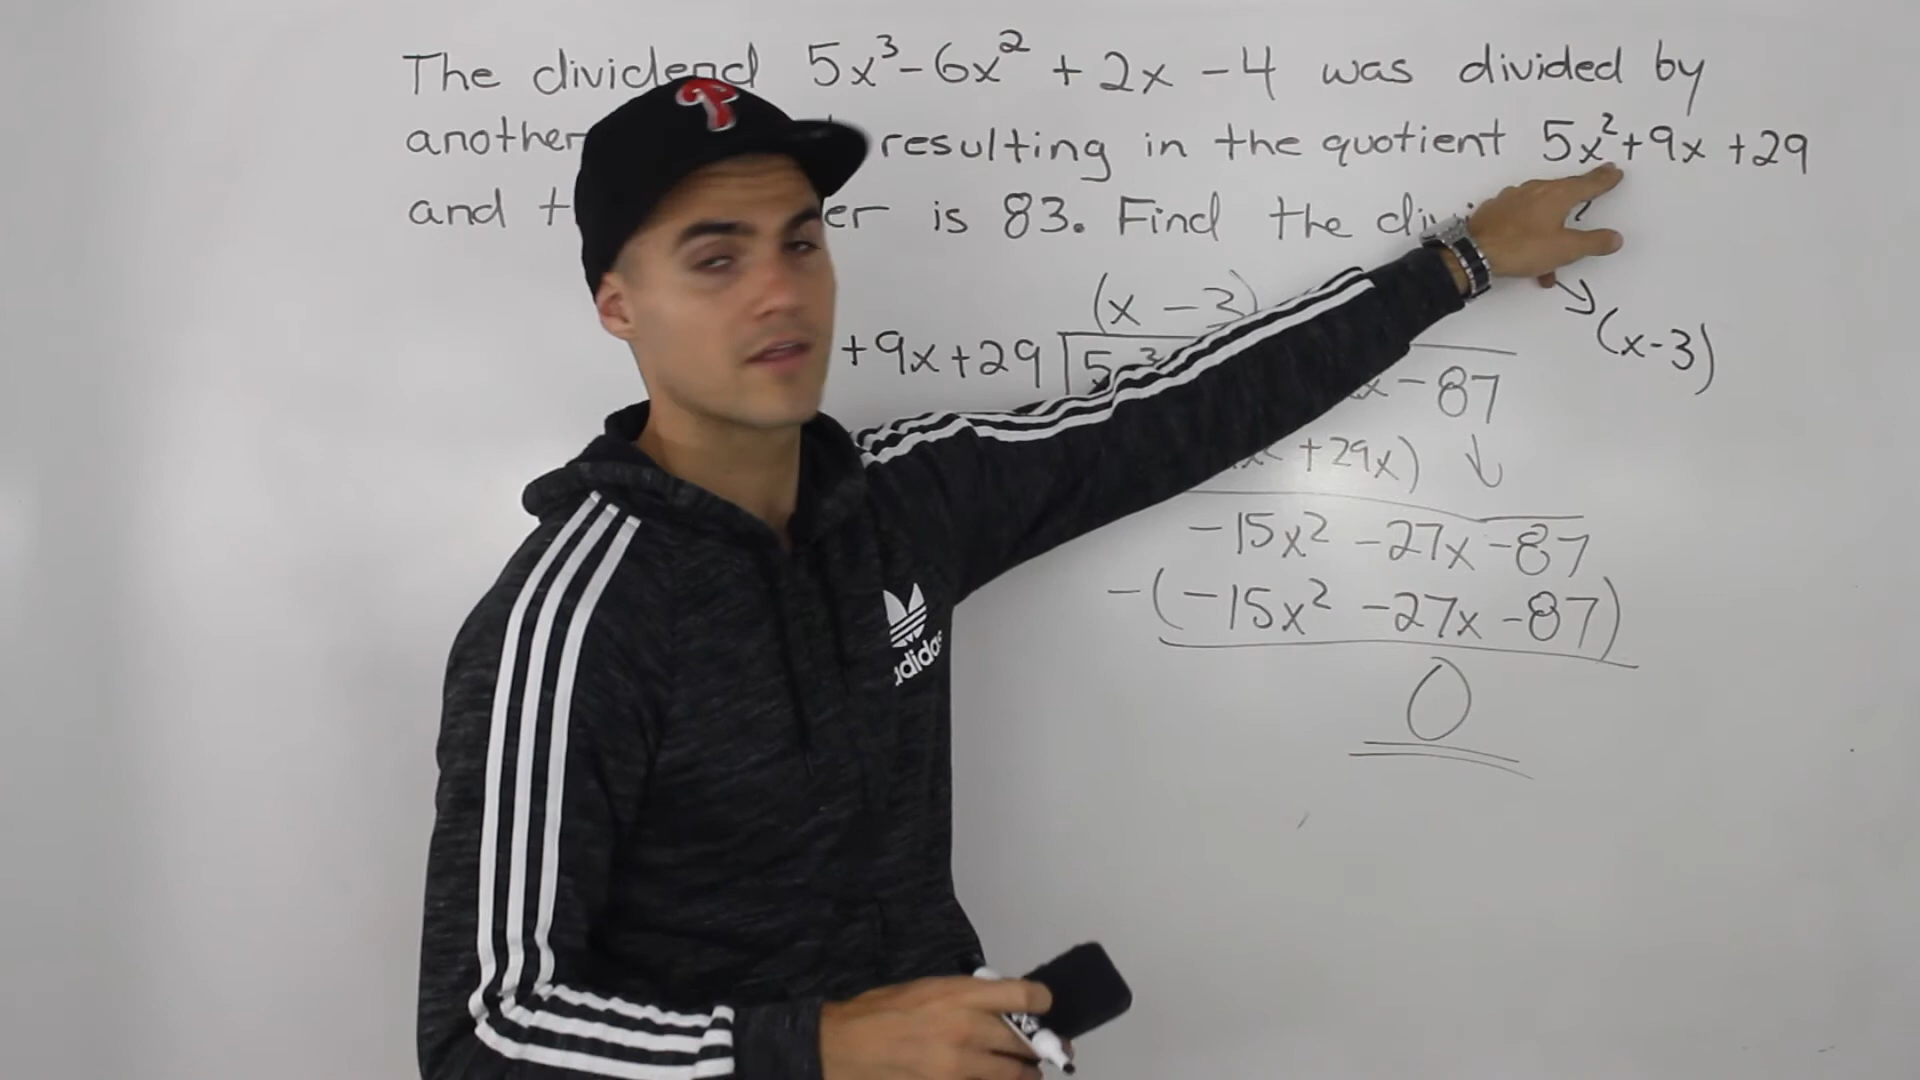 The dividend 5x³-6x² + 2x - 4 was divided by
another resulting in the quotient 5x²+9x+29
and er is 83. Find the
(x - 3)
+9x+29 5
(x-3)
x - 87
+29x) ↓
-15x² -27x -87
-(-15x² -27x -87)
0
P
adidas